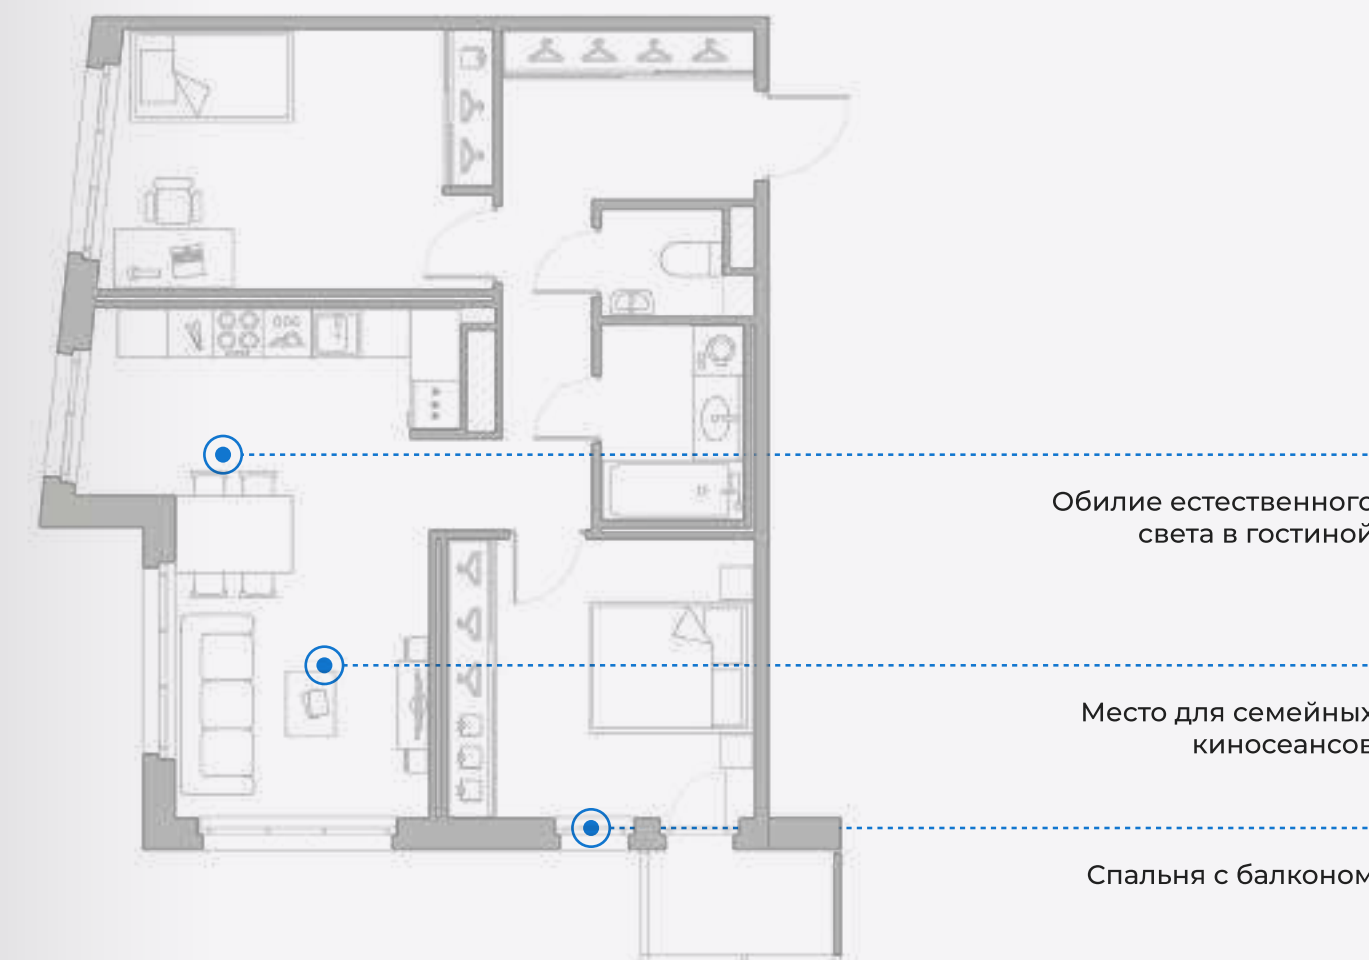 Обилие естественного
света в гостиной
Место для семейных
киносеансов
Спальня с балконом